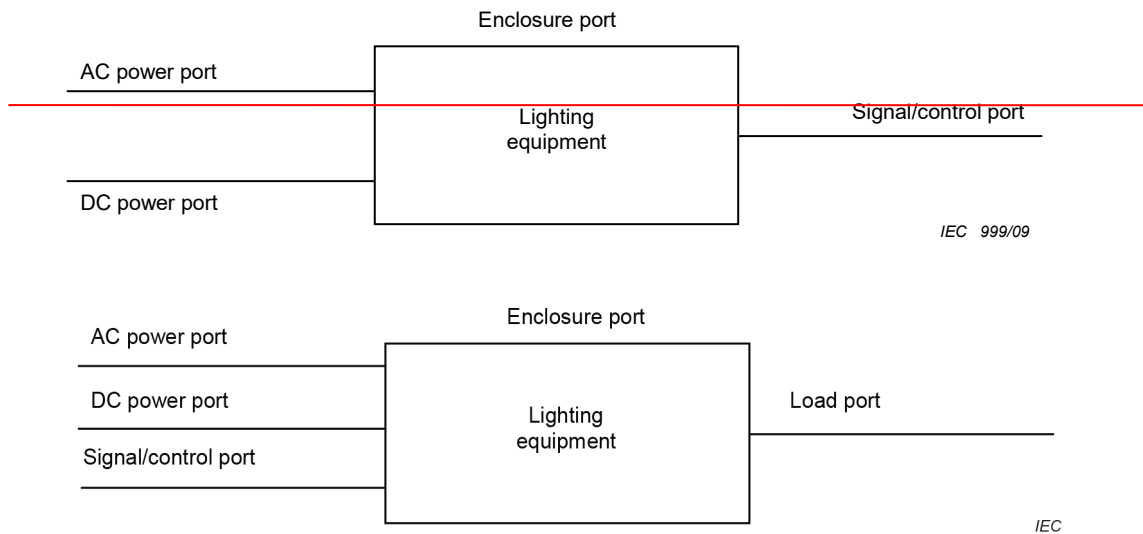 Enclosure port
AC power port
Lighting
equipment
Signal/control port
DC power port
IEC 999/09
Enclosure port
AC power port
DC power port
Lighting
equipment
Load port
Signal/control port
IEC